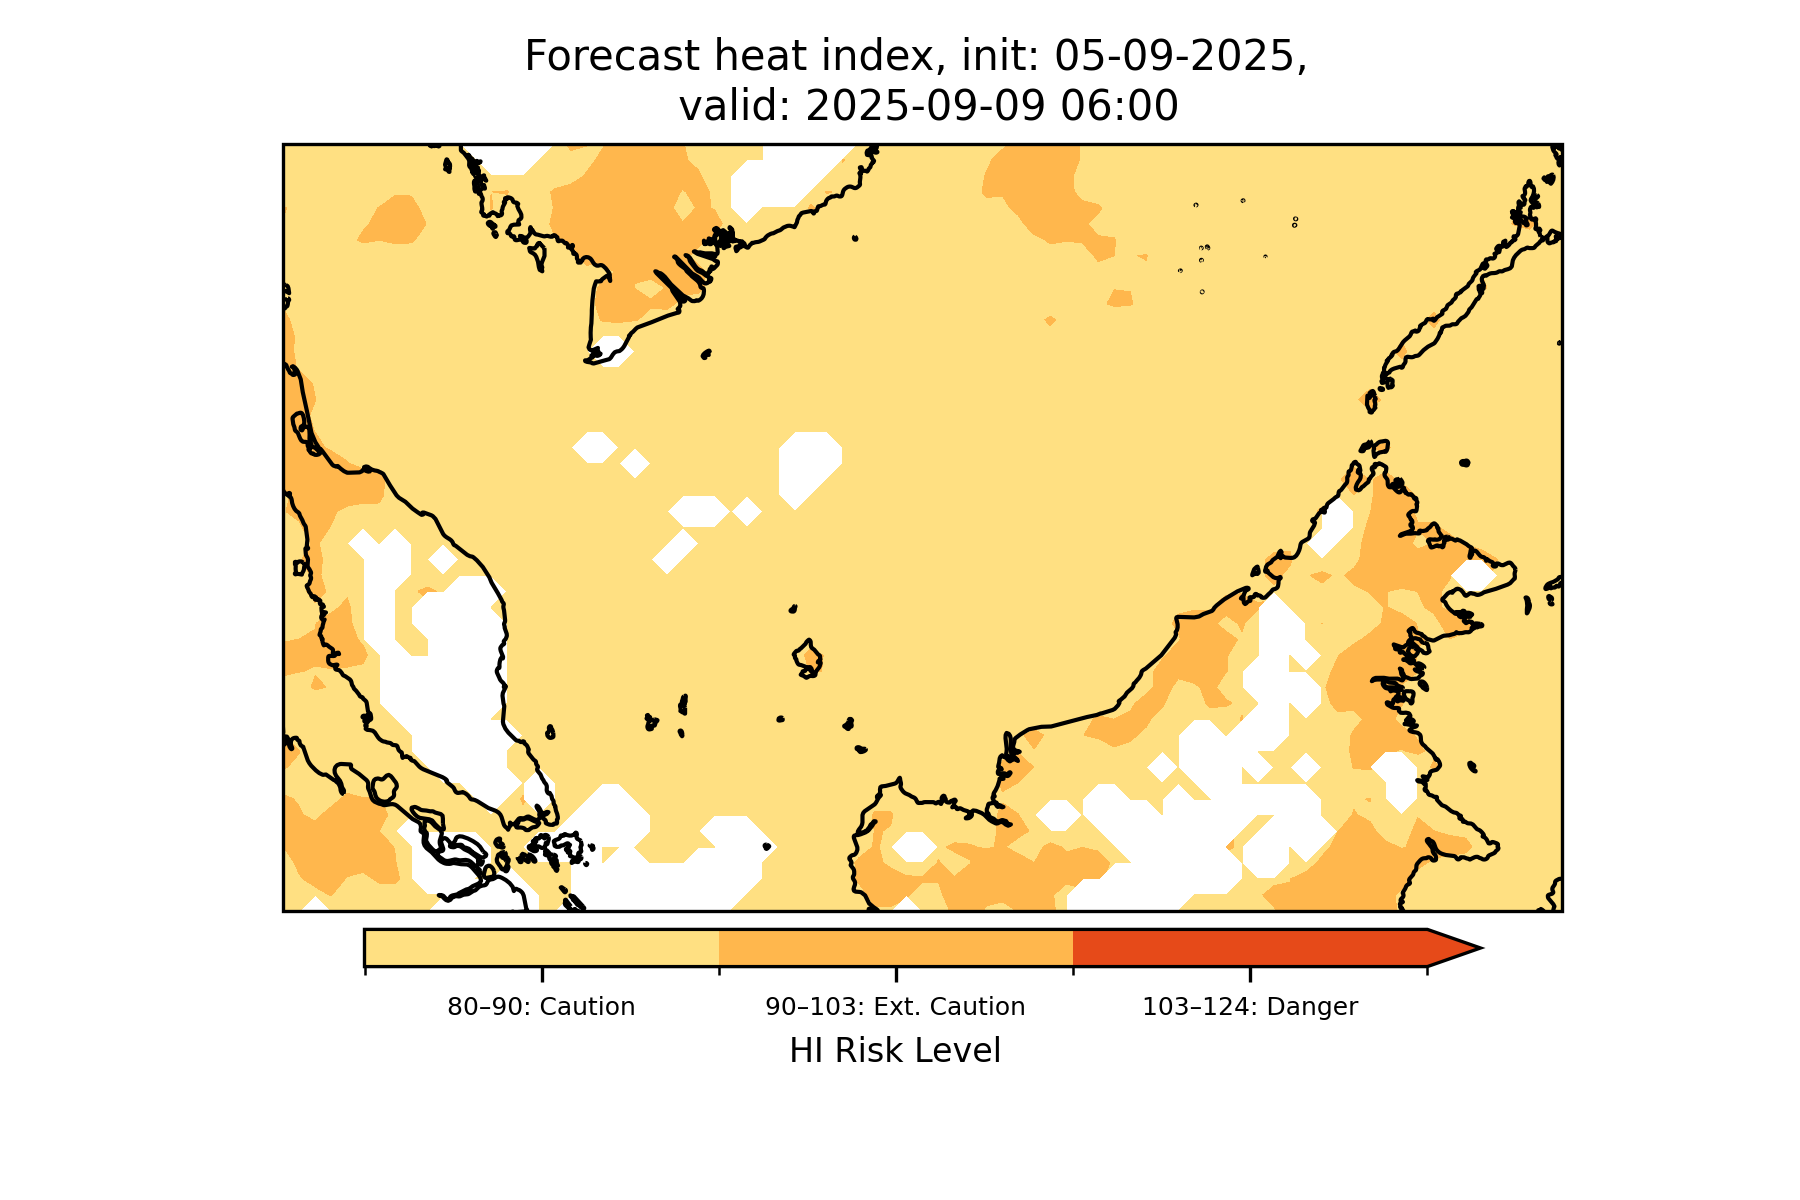 Forecast heat index, init: 05-09-2025,
valid: 2025-09-09 06:00
80–90: Caution
90–103: Ext. Caution
103–124: Danger
HI Risk Level